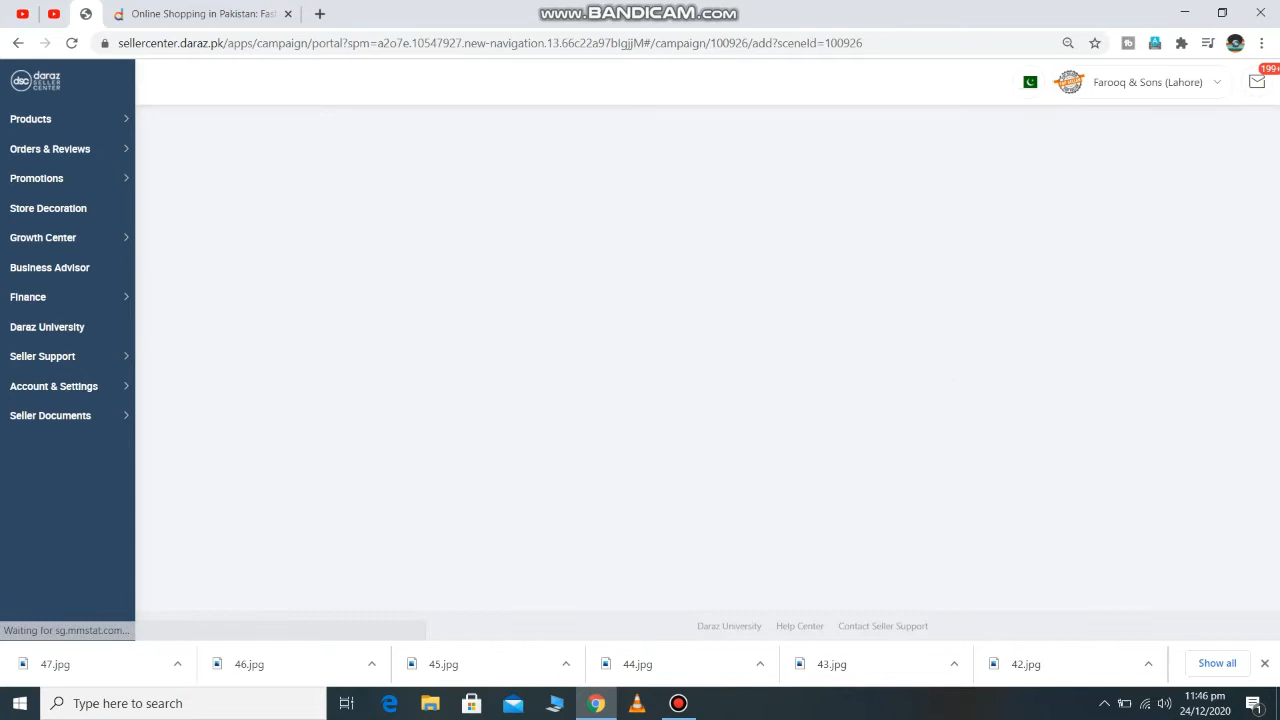 www.BANDICAM.com
Online Shopping in Pakistan: Fas
sellercenter.daraz.pk/apps/campaign/portal?spm=a2o7e.10547927.new-navigation.13.66c22a97bIgjjM#/campaign/100926/add?sceneId=100926
dsc daraz SELLER CENTER
Farooq & Sons (Lahore)
199+
Products
Orders & Reviews
Promotions
Store Decoration
Growth Center
Business Advisor
Finance
Daraz University
Seller Support
Account & Settings
Seller Documents
Waiting for sg.mmstat.com...
Daraz University Help Center Contact Seller Support
47.jpg 46.jpg 45.jpg 44.jpg 43.jpg 42.jpg Show all
Type here to search
11:46 pm
24/12/2020
1